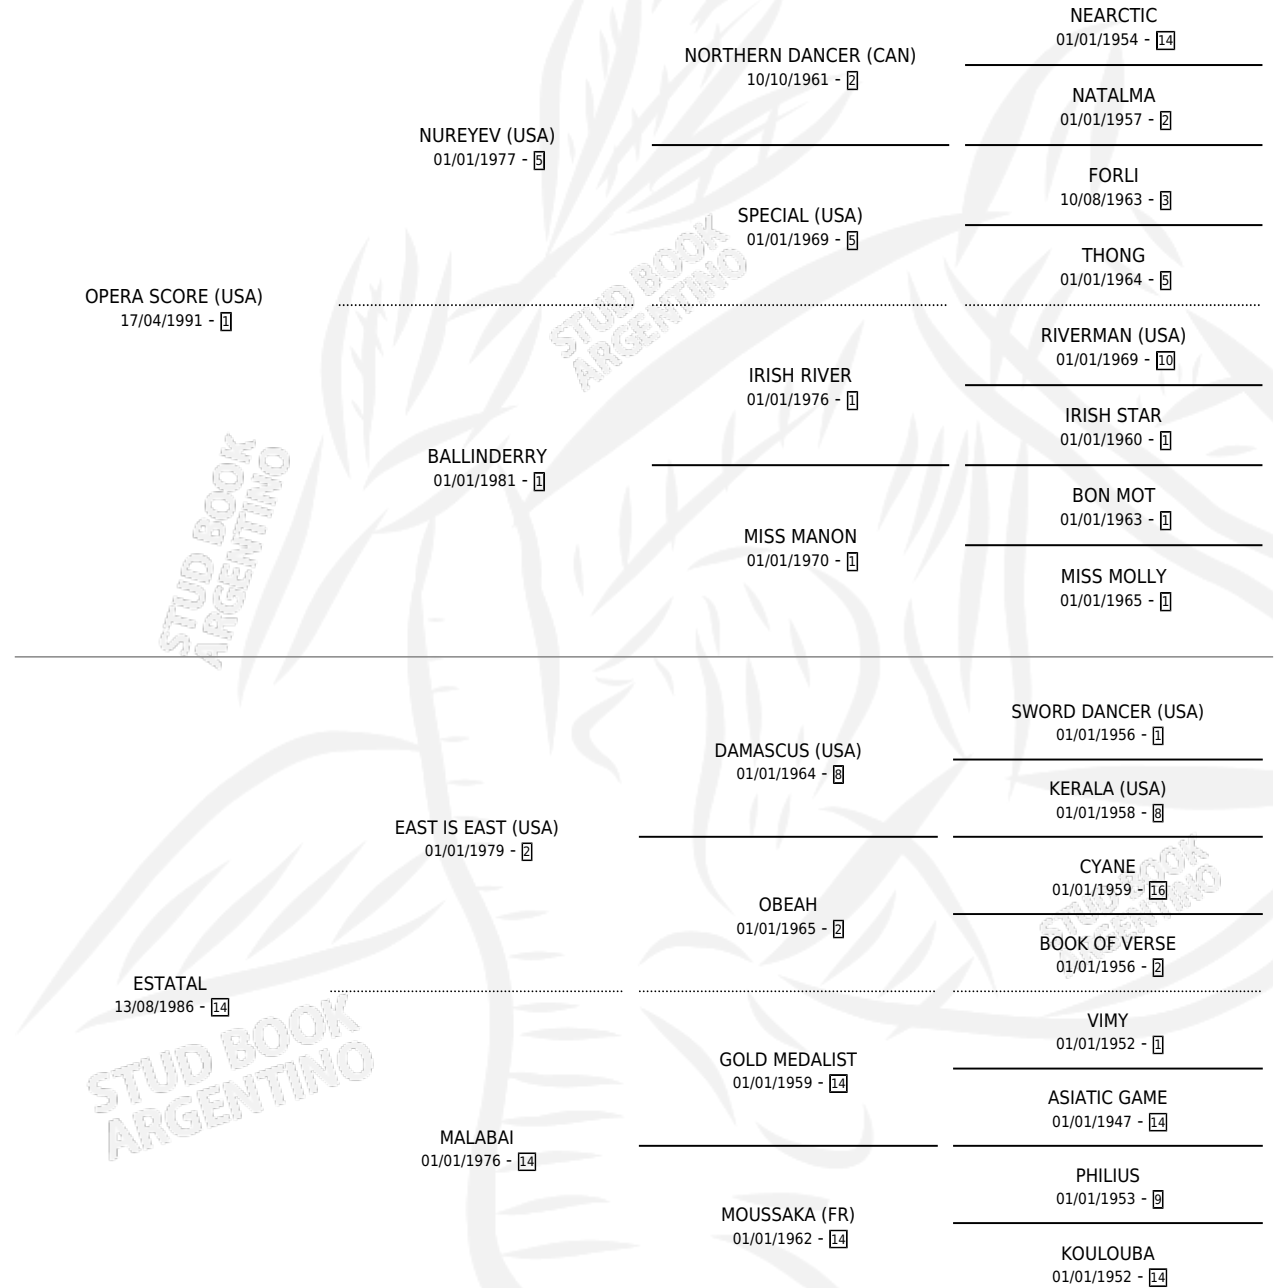 NEARCTIC
01/01/1954 - 14
NORTHERN DANCER (CAN)
10/10/1961 - 2
NATALMA
01/01/1957 - 2
NUREYEV (USA)
01/01/1977 - 5
FORLI
10/08/1963 - 3
SPECIAL (USA)
01/01/1969 - 5
THONG
01/01/1964 - 5
OPERA SCORE (USA)
17/04/1991 - 1
RIVERMAN (USA)
01/01/1969 - 10
IRISH RIVER
01/01/1976 - 1
IRISH STAR
01/01/1960 - 1
BALLINDERRY
01/01/1981 - 1
BON MOT
01/01/1963 - 1
MISS MANON
01/01/1970 - 1
MISS MOLLY
01/01/1965 - 1
SWORD DANCER (USA)
01/01/1956 - 1
DAMASCUS (USA)
01/01/1964 - 8
KERALA (USA)
01/01/1958 - 8
EAST IS EAST (USA)
01/01/1979 - 2
CYANE
01/01/1959 - 16
OBEAH
01/01/1965 - 2
BOOK OF VERSE
01/01/1956 - 2
ESTATAL
13/08/1986 - 14
VIMY
01/01/1952 - 1
GOLD MEDALIST
01/01/1959 - 14
ASIATIC GAME
01/01/1947 - 14
MALABAI
01/01/1976 - 14
PHILIUS
01/01/1953 - 9
MOUSSAKA (FR)
01/01/1962 - 14
KOULOUBA
01/01/1952 - 14
STUD BOOK
ARGENTINO
STUD BOOK
ARGENTINO
STUD BOOK
ARGENTINO
STUD BOOK
ARGENTINO